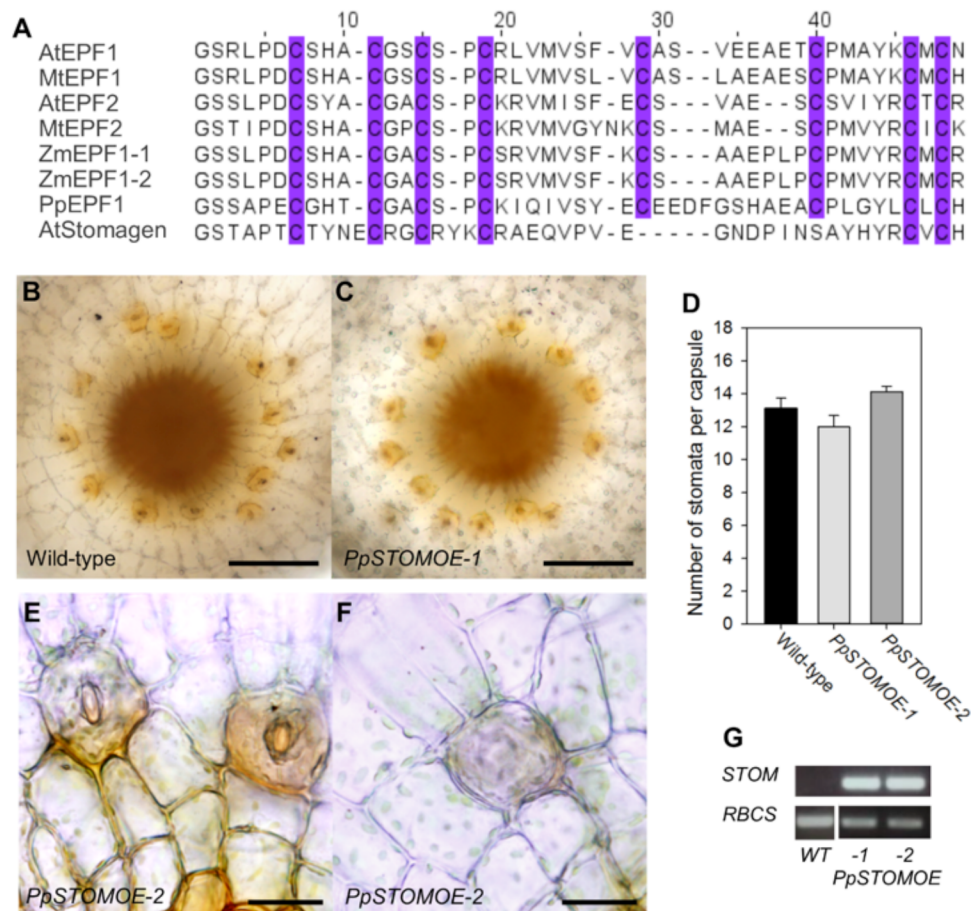 A
10 20 30 40
AtEPF1 GSRLPDCSHA-CGSCS-PCRLVMVSF-VCAS--VEEAETCPMAYKCMCN
MtEPF1 GSRLPDCSHA-CGSCS-PCRLVMVSL-VCAS--LAEAESCPMAYKCMCH
AtEPF2 GSSLPDCSYA-CGACS-PCKRVMISF-ECS---VAE--SCSVIYRCTCR
MtEPF2 GSTIPDCSHA-CGPCS-PCKRVMVGYNKCS---MAE--SCPMVYRCICK
ZmEPF1-1 GSSLPDCSHA-CGACS-PCSRVMVSF-KCS---AAEPLPCPMVYRCMCR
ZmEPF1-2 GSSLPDCSHA-CGACS-PCSRVMVSF-KCS---AAEPLPCPMVYRCMCR
PpEPF1 GSSAPECGHT-CGACS-PCKIQIVSY-ECEEDFGSHAEACPLGYLCLCH
AtStomagen GSTAPTCTYNECRGCRYKCRAEQVPV-E-----GNDPINSAYHYRCVCH
B
Wild-type
C
PpSTOMOE-1
D
Number of stomata per capsule
18
16
14
12
10
8
6
4
2
0
Wild-type
PpSTOMOE-1
PpSTOMOE-2
E
PpSTOMOE-2
F
PpSTOMOE-2
G
STOM
RBCS
WT -1 -2
PpSTOMOE